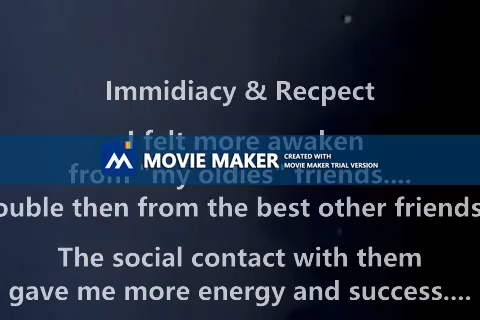 Immidiacy & Recpect
I felt more awaken
MOVIE MAKER
CREATED WITH
MOVIE MAKER TRIAL VERSION
from "my oldies" friends....
ouble then from the best other friends
The social contact with them
gave me more energy and success....